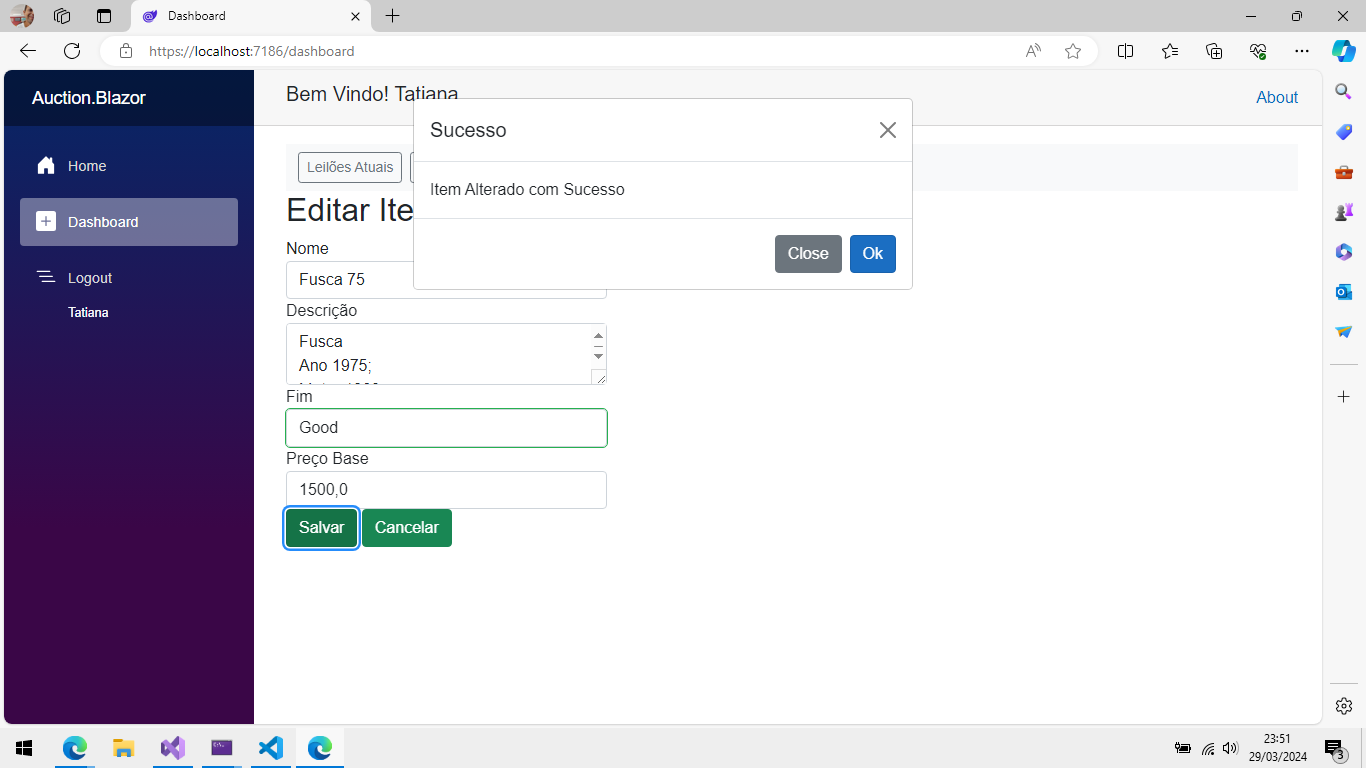 Dashboard
https://localhost:7186/dashboard
Auction.Blazor
Bem Vindo! Tatiana
About
Sucesso
Home
Leilões Atuais
Item Alterado com Sucesso
Dashboard
Editar Ite
Nome
Close
Ok
Logout
Fusca 75
Tatiana
Descrição
Fusca
Ano 1975;
Fim
Good
Preço Base
1500,0
Salvar
Cancelar
23:51
29/03/2024
3